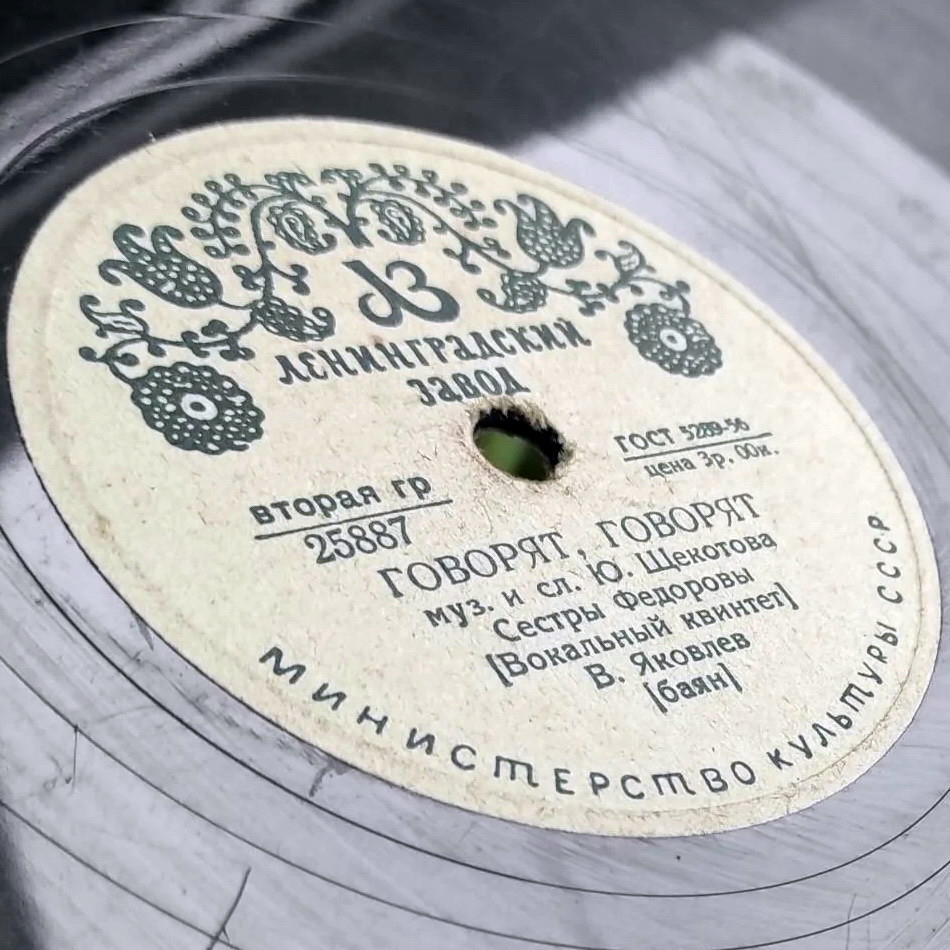 ЛЗ
ЛЕНИНГРАДСКИЙ
ЗАВОД
ГОСТ 5289-56
цена 3р. 00к.
вторая гр
25887
ГОВОРЯТ, ГОВОРЯТ
муз. и сл. Ю. Щекотова
Сестры Федоровы
[Вокальный квинтет]
В. Яковлев
[баян]
МИНИСТЕРСТВО КУЛЬТУРЫ СССР